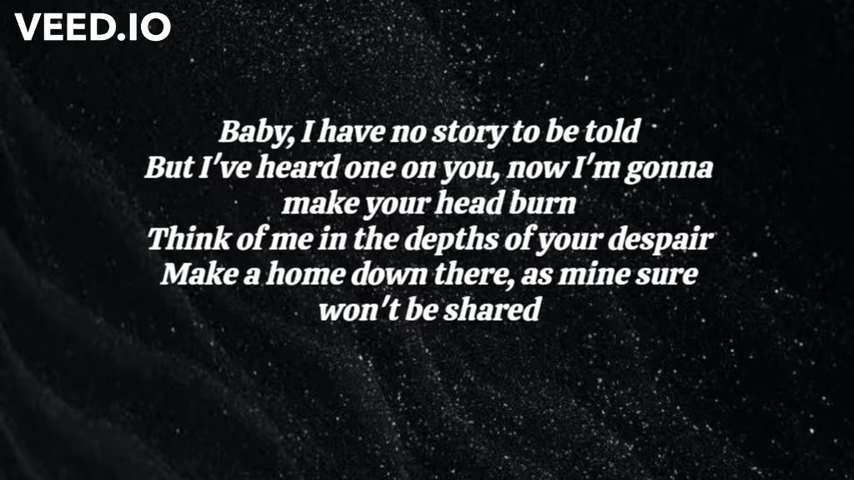 VEED.IO
Baby, I have no story to be told
But I've heard one on you, now I'm gonna
make your head burn
Think of me in the depths of your despair
Make a home down there, as mine sure
won't be shared